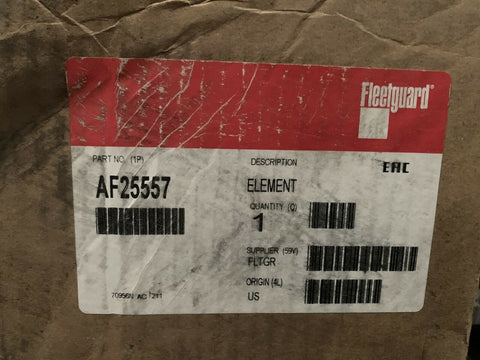 Fleetguard®
PART NO. (1P)
DESCRIPTION
EAC
AF25557
ELEMENT
QUANTITY (Q)
1
SUPPLIER (59V)
FLTGR
ORIGIN (4L)
US